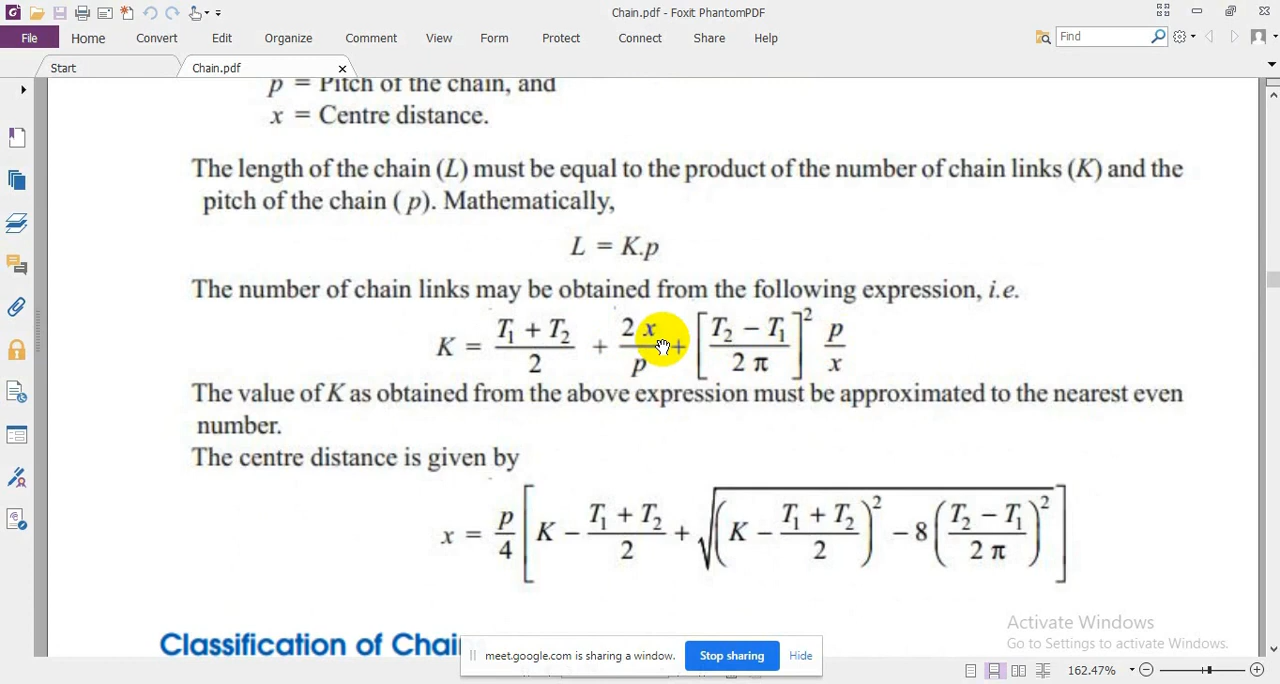 Chain.pdf - Foxit PhantomPDF
File Home Convert Edit Organize Comment View Form Protect Connect Share Help Find
Start Chain.pdf
p = Pitch of the chain, and
x = Centre distance.
The length of the chain (L) must be equal to the product of the number of chain links (K) and the
pitch of the chain ( p). Mathematically,
L = K.p
The number of chain links may be obtained from the following expression, i.e.
K = (T₁ + T₂)/2 + 2 x/p + [(T₂ − T₁)/2 π]² p/x
The value of K as obtained from the above expression must be approximated to the nearest even
number.
The centre distance is given by
x = p/4 [K − (T₁ + T₂)/2 + √((K − (T₁ + T₂)/2)² − 8 ((T₂ − T₁)/2 π)²)]
Activate Windows
Go to Settings to activate Windows.
Classification of Chai
meet.google.com is sharing a window. Stop sharing Hide
162.47%